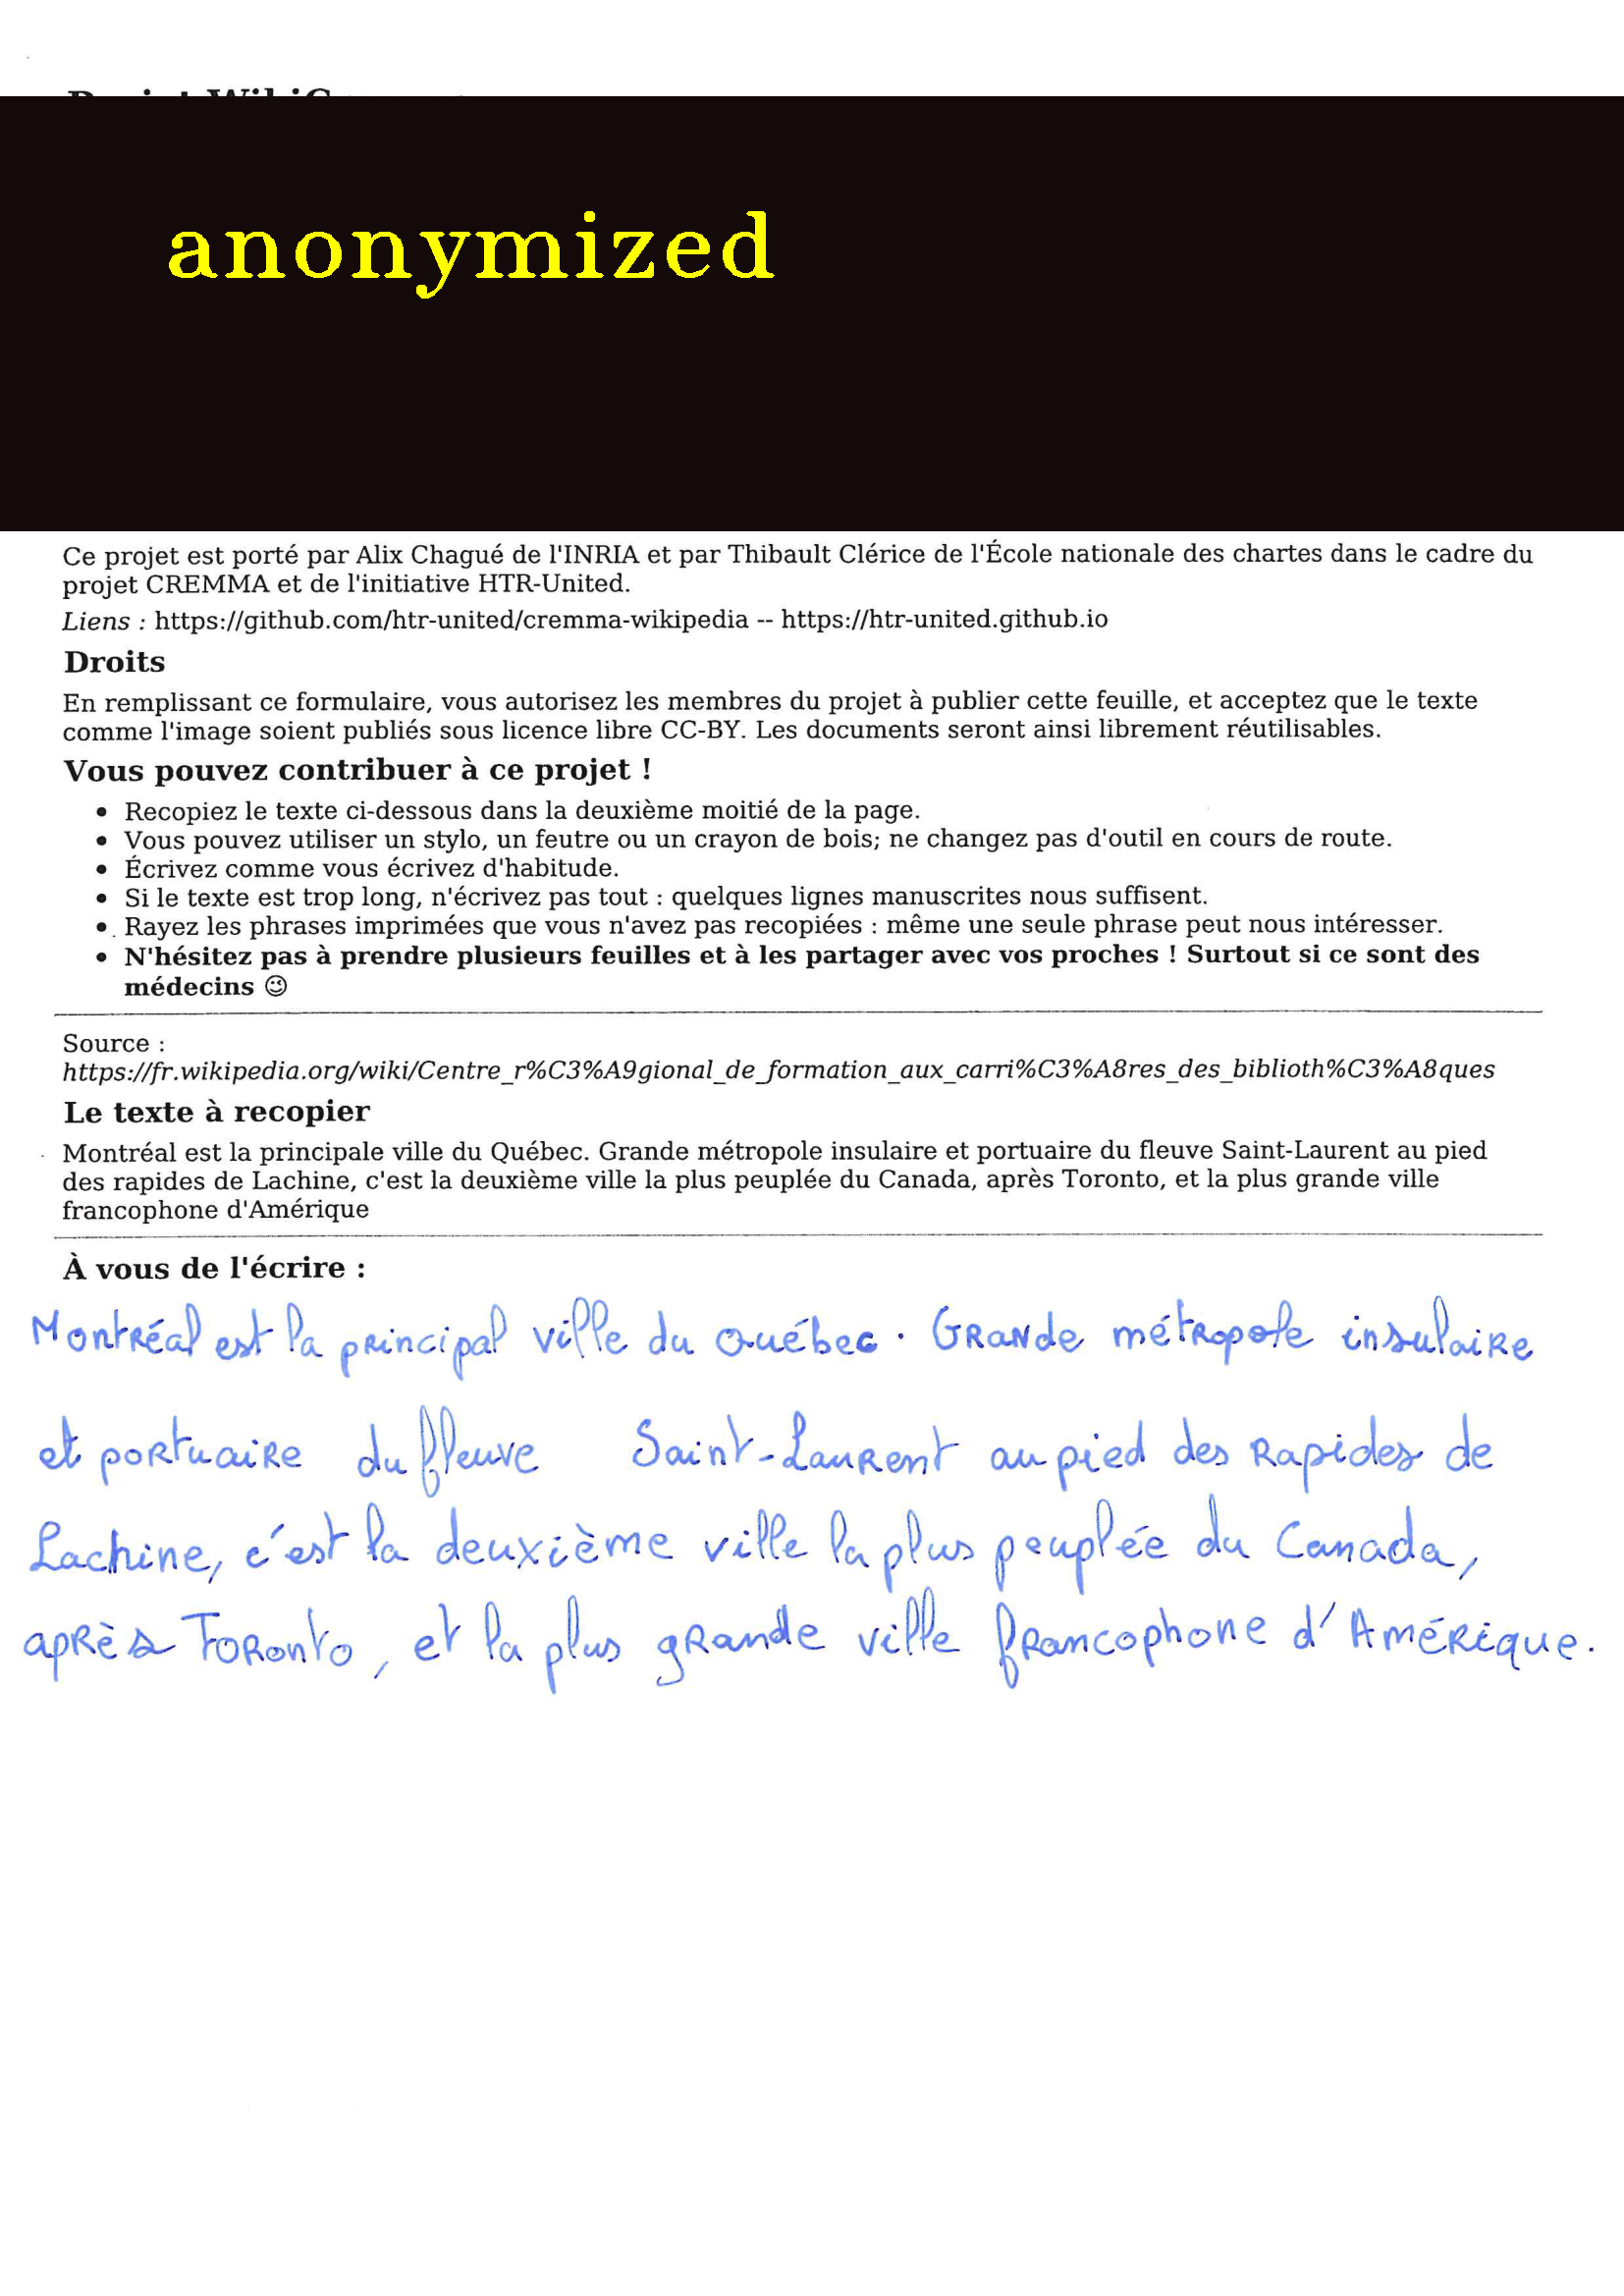 anonymized
Ce projet est porté par Alix Chagué de l'INRIA et par Thibault Clérice de l'École nationale des chartes dans le cadre du
projet CREMMA et de l'initiative HTR-United.
Liens : https://github.com/htr-united/cremma-wikipedia -- https://htr-united.github.io
Droits
En remplissant ce formulaire, vous autorisez les membres du projet à publier cette feuille, et acceptez que le texte
comme l'image soient publiés sous licence libre CC-BY. Les documents seront ainsi librement réutilisables.
Vous pouvez contribuer à ce projet !
• Recopiez le texte ci-dessous dans la deuxième moitié de la page.
• Vous pouvez utiliser un stylo, un feutre ou un crayon de bois; ne changez pas d'outil en cours de route.
• Écrivez comme vous écrivez d'habitude.
• Si le texte est trop long, n'écrivez pas tout : quelques lignes manuscrites nous suffisent.
• Rayez les phrases imprimées que vous n'avez pas recopiées : même une seule phrase peut nous intéresser.
• N'hésitez pas à prendre plusieurs feuilles et à les partager avec vos proches ! Surtout si ce sont des
médecins 😉
Source :
https://fr.wikipedia.org/wiki/Centre_r%C3%A9gional_de_formation_aux_carri%C3%A8res_des_biblioth%C3%A8ques
Le texte à recopier
Montréal est la principale ville du Québec. Grande métropole insulaire et portuaire du fleuve Saint-Laurent au pied
des rapides de Lachine, c'est la deuxième ville la plus peuplée du Canada, après Toronto, et la plus grande ville
francophone d'Amérique
À vous de l'écrire :
Montréal est la principal ville du Québec. Grande métropole insulaire
et portuaire du fleuve Saint-Laurent au pied des rapides de
Lachine, c'est la deuxième ville la plus peuplée du Canada,
après Toronto, et la plus grande ville francophone d'Amérique.